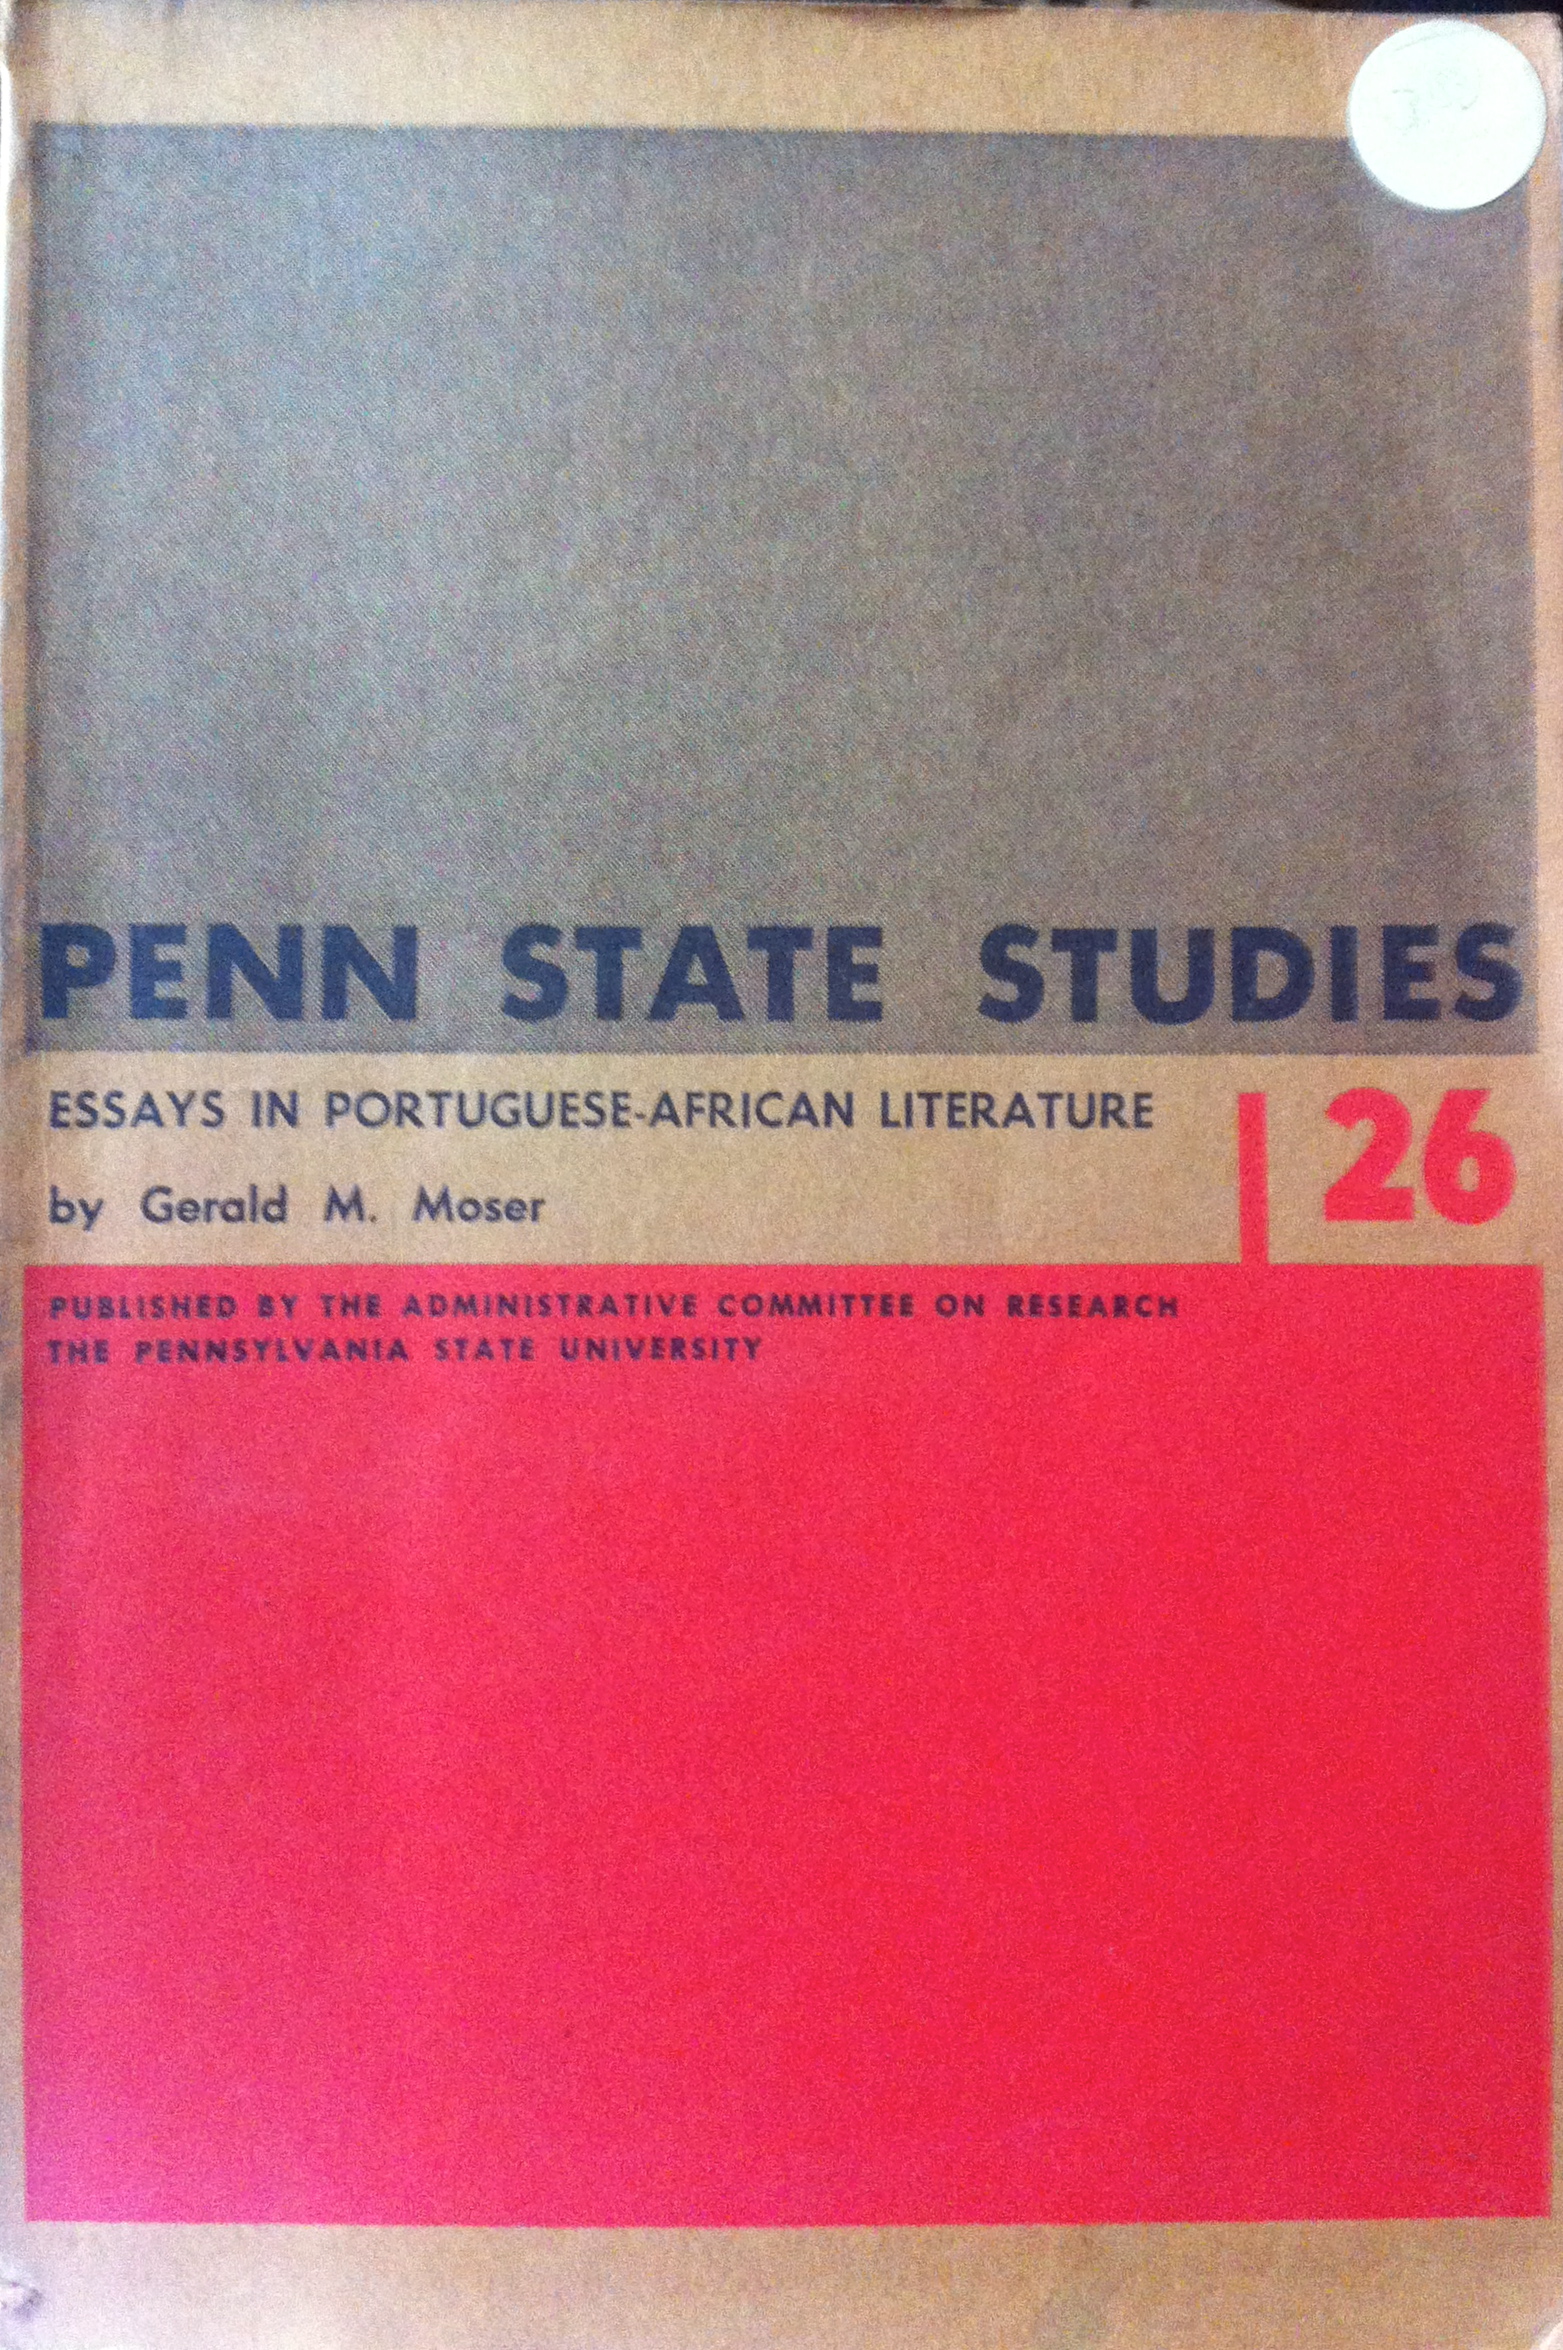 PENN STATE STUDIES
ESSAYS IN PORTUGUESE-AFRICAN LITERATURE
26
by Gerald M. Moser
PUBLISHED BY THE ADMINISTRATIVE COMMITTEE ON RESEARCH
THE PENNSYLVANIA STATE UNIVERSITY